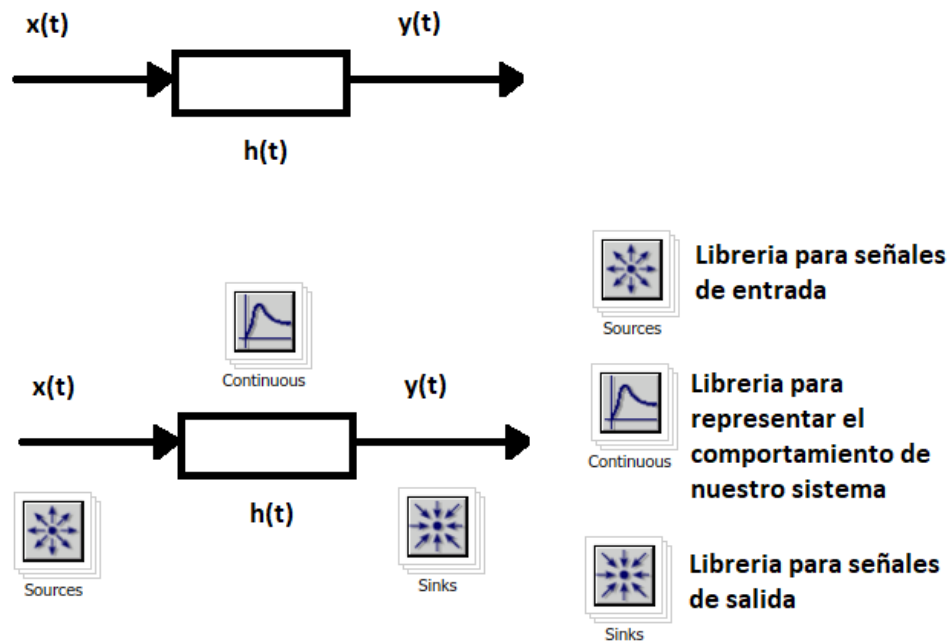 x(t)
y(t)
h(t)
Libreria para señales
de entrada
Sources
Continuous
x(t)
y(t)
Libreria para
representar el
comportamiento de
nuestro sistema
Continuous
h(t)
Sources
Sinks
Libreria para señales
de salida
Sinks